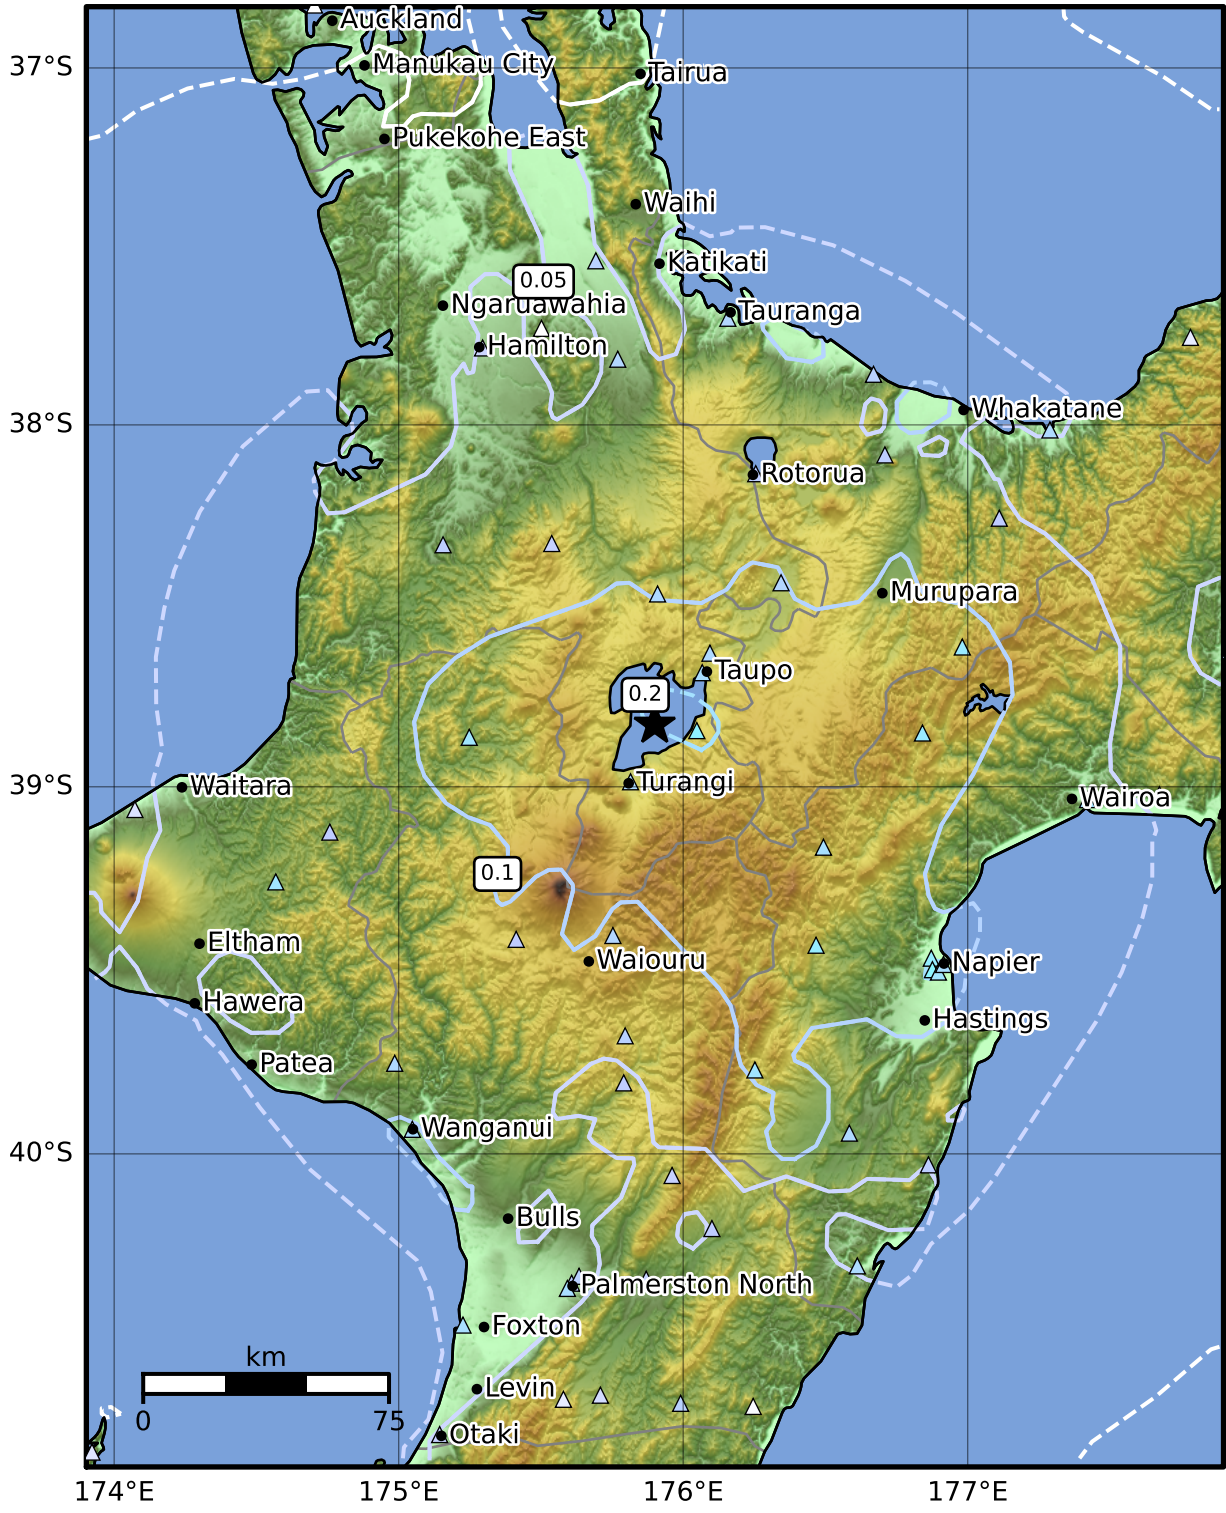 Auckland
37°S
Manukau City
Tairua
Pukekohe East
Waihi
Katikati
0.05
Ngaruawahia
Tauranga
Hamilton
Whakatane
38°S
Rotorua
Murupara
Taupo
0.2
Turangi
39°S
Waitara
Wairoa
0.1
Eltham
Waiouru
Napier
Hawera
Hastings
Patea
Wanganui
40°S
Bulls
Palmerston North
Foxton
km
Levin
0
75
Otaki
174°E
175°E
176°E
177°E